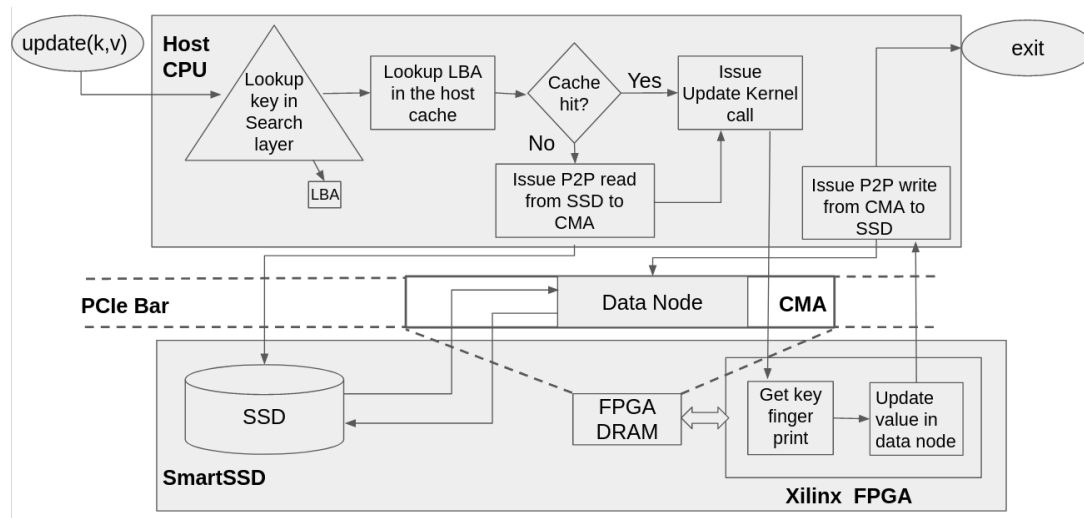 update(k,v)
Host
CPU
Lookup
key in
Search
layer
LBA
Lookup LBA
in the host
cache
Cache
hit?
Yes
No
Issue
Update Kernel
call
Issue P2P read
from SSD to
CMA
Issue P2P write
from CMA to
SSD
exit
PCIe Bar
Data Node
CMA
SSD
SmartSSD
FPGA
DRAM
Get key
finger
print
Update
value in
data node
Xilinx FPGA